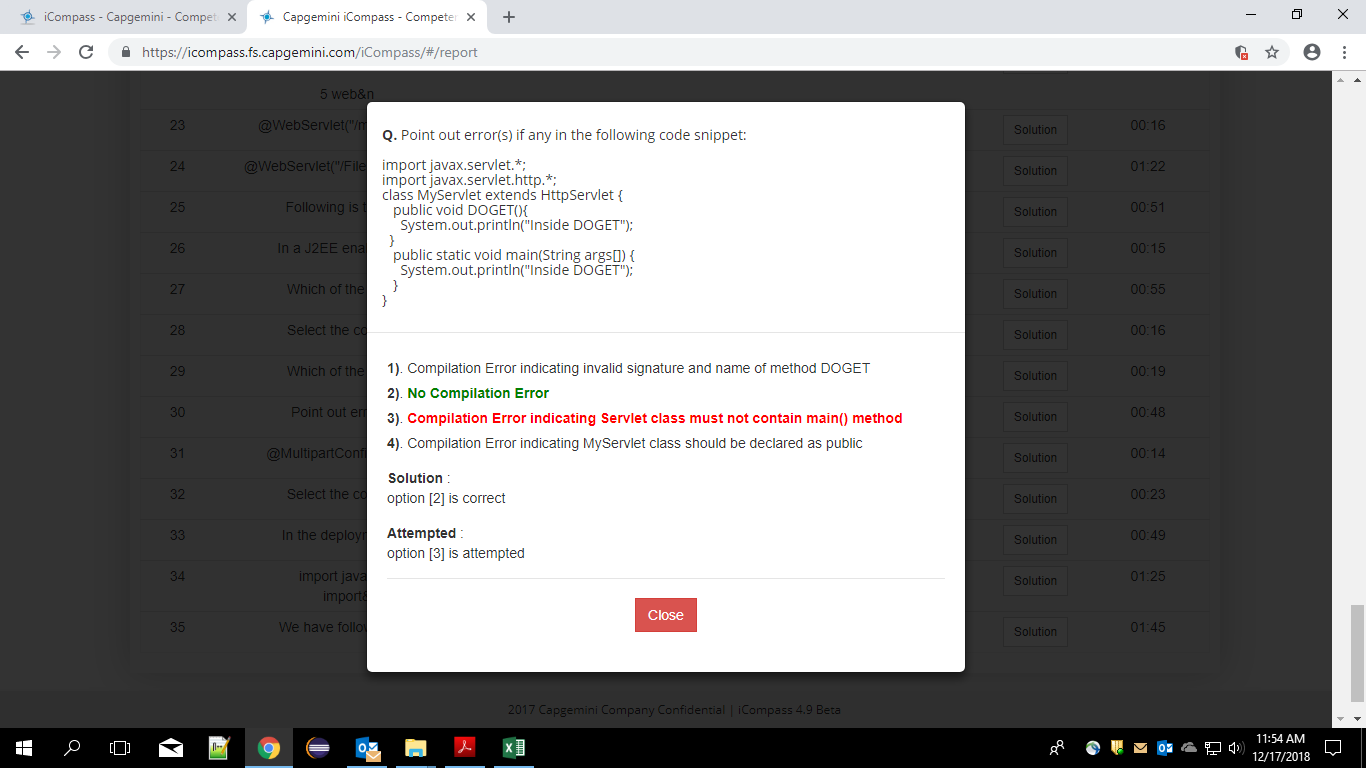 iCompass - Capgemini - Compet
Capgemini iCompass - Competen
https://icompass.fs.capgemini.com/iCompass/#/report
5 web&n
23 @WebServlet("/m Solution 00:16
24 @WebServlet("/File Solution 01:22
25 Following is t Solution 00:51
26 In a J2EE ena Solution 00:15
27 Which of the Solution 00:55
28 Select the co Solution 00:16
29 Which of the Solution 00:19
30 Point out err Solution 00:48
31 @MultipartConfi Solution 00:14
32 Select the co Solution 00:23
33 In the deploy Solution 00:49
34 import java Solution 01:25
import&
35 We have follow Solution 01:45
Q. Point out error(s) if any in the following code snippet:
import javax.servlet.*;
import javax.servlet.http.*;
class MyServlet extends HttpServlet {
public void DOGET(){
System.out.println("Inside DOGET");
}
public static void main(String args[]) {
System.out.println("Inside DOGET");
}
}
1). Compilation Error indicating invalid signature and name of method DOGET
2). No Compilation Error
3). Compilation Error indicating Servlet class must not contain main() method
4). Compilation Error indicating MyServlet class should be declared as public
Solution :
option [2] is correct
Attempted :
option [3] is attempted
Close
2017 Capgemini Company Confidential | iCompass 4.9 Beta
11:54 AM
12/17/2018